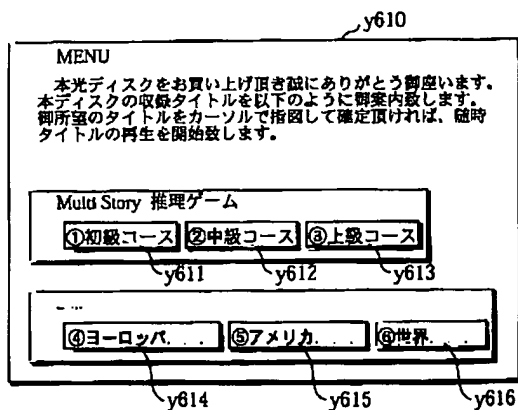 y610
MENU
本光ディスクをお買い上げ頂き誠にありがとう御座います。
本ディスクの収録タイトルを以下のように御案内致します。
御所望のタイトルをカーソルで指図して確定頂ければ、随時
タイトルの再生を開始致します。
Multi Story 推理ゲーム
①初級コース ②中級コース ③上級コース
y611 y612 y613
④ヨーロッパ. . . ⑤アメリカ. . . ⑥世界. . .
y614 y615 y616